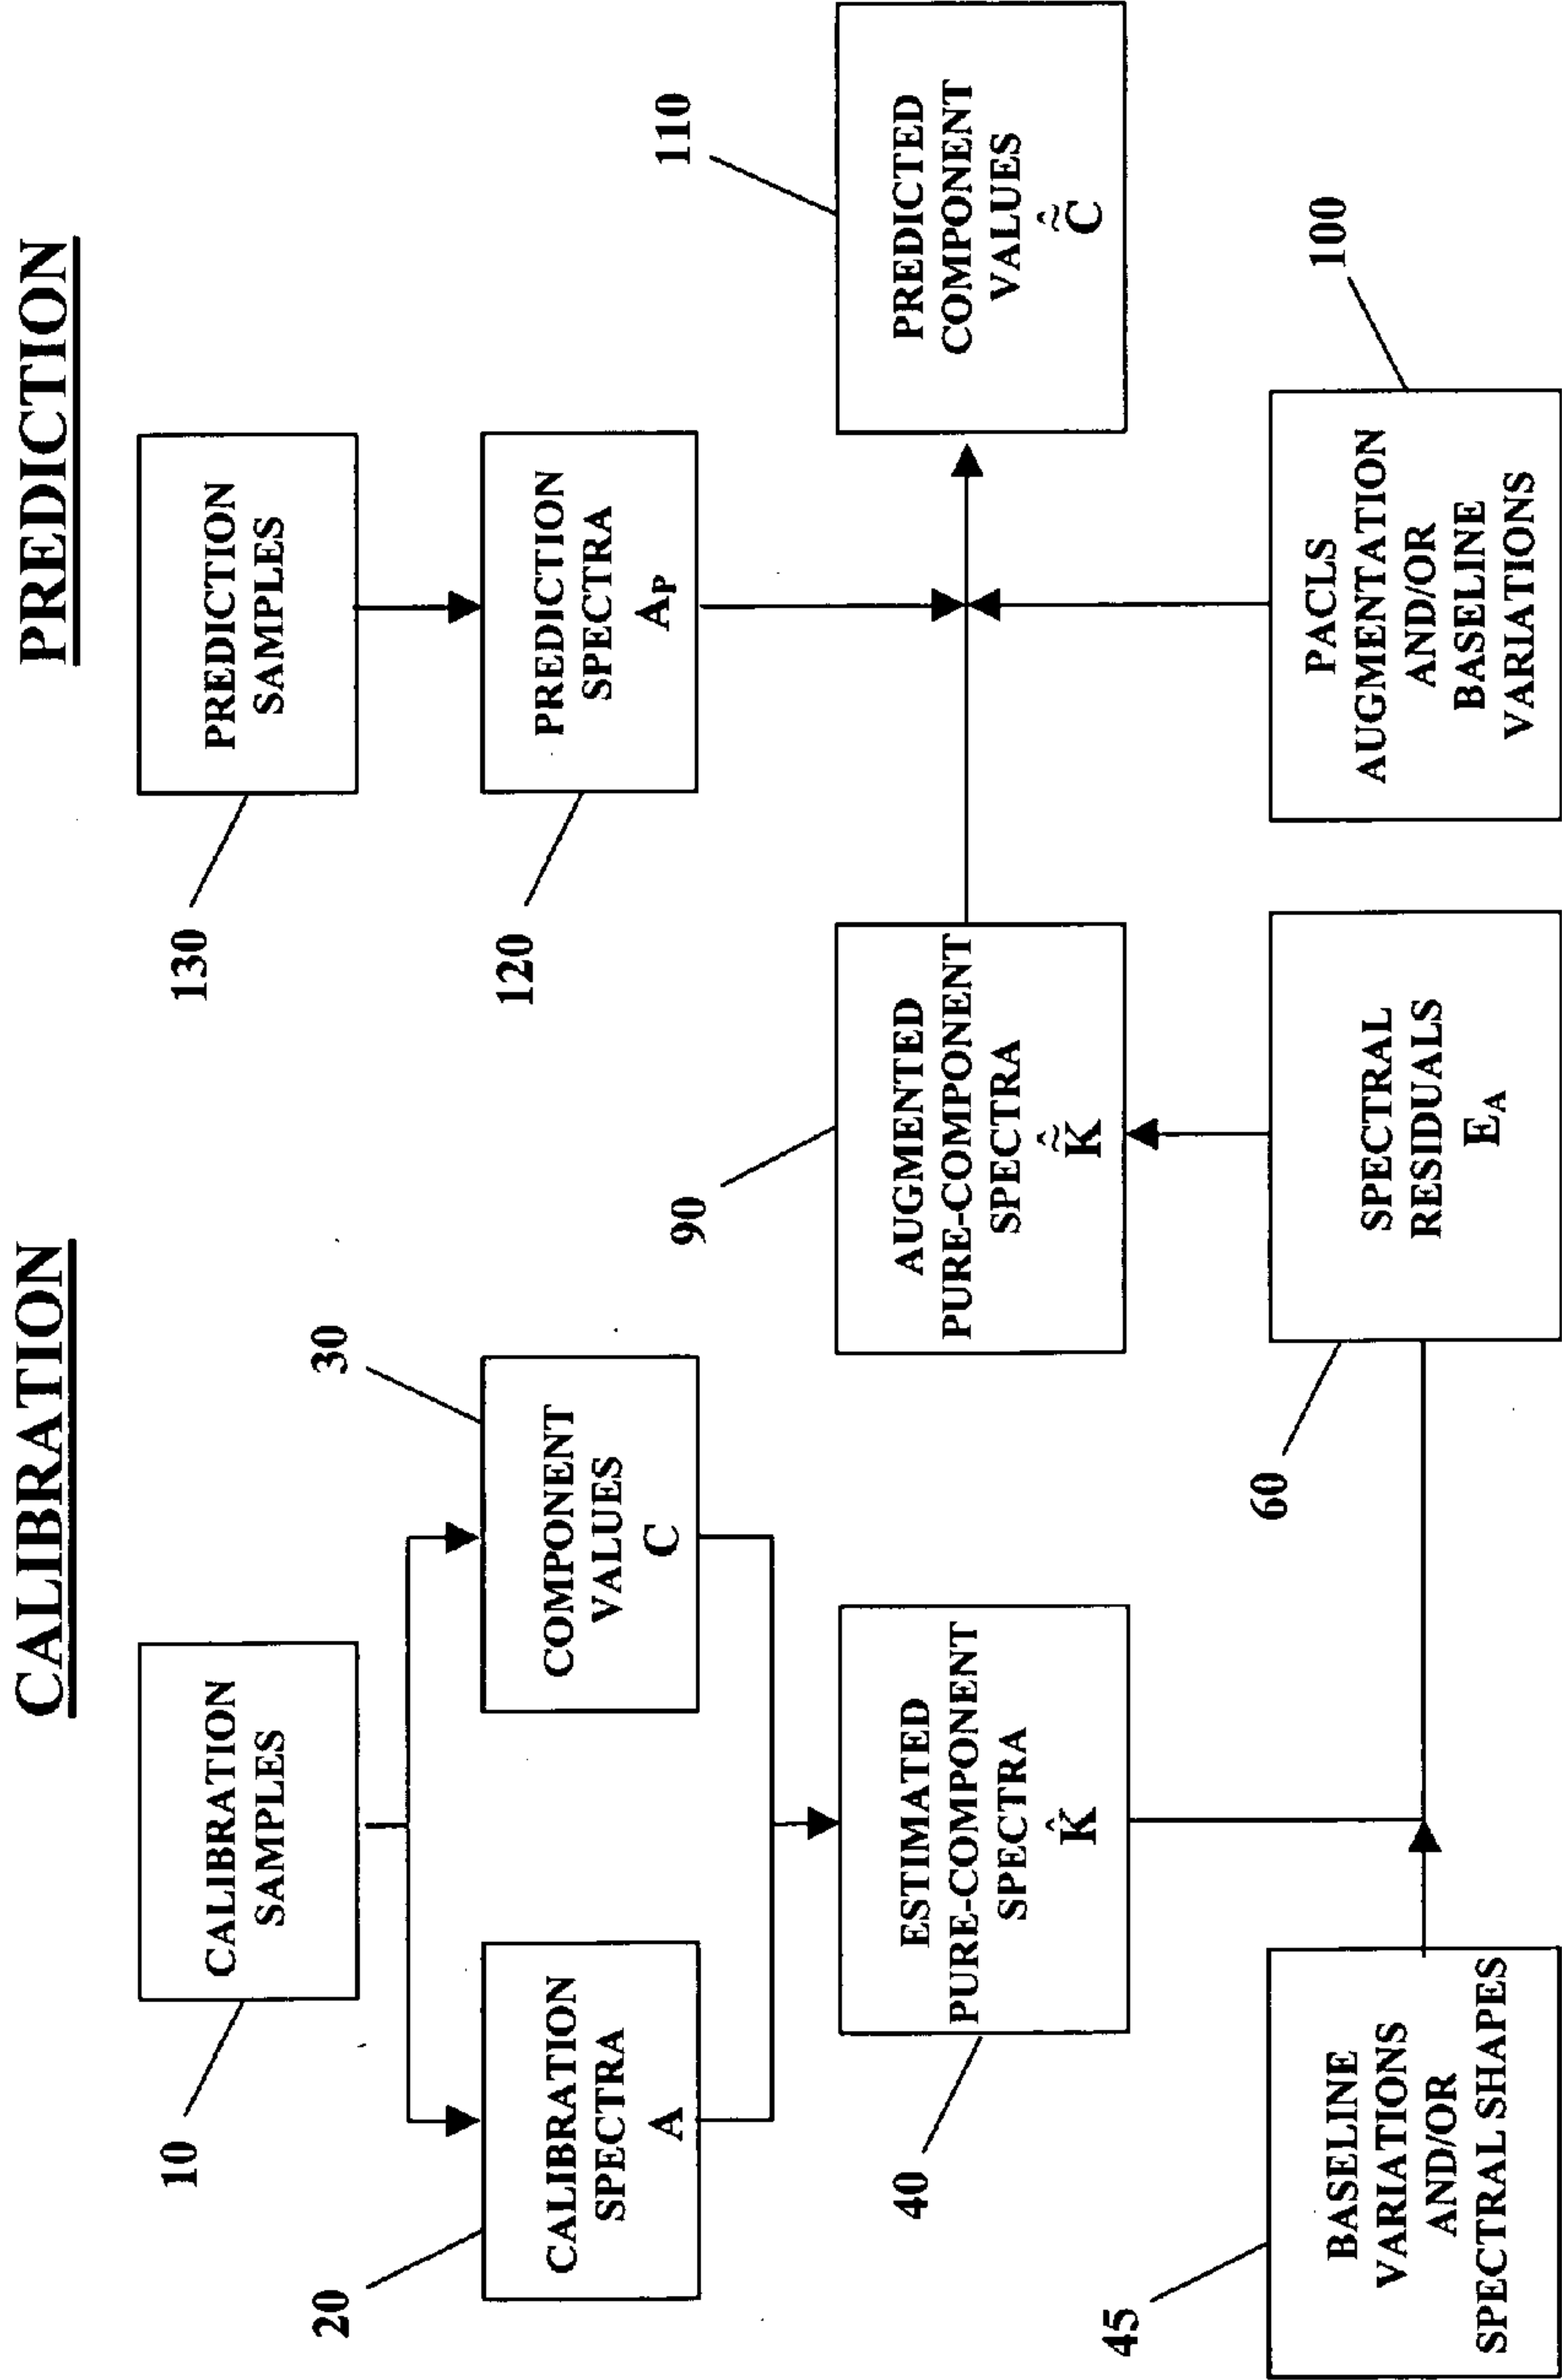 CALIBRATION
PREDICTION
10
CALIBRATION
SAMPLES
20
CALIBRATION
SPECTRA
A
30
COMPONENT
VALUES
C
40
ESTIMATED
PURE-COMPONENT
SPECTRA
K̂
45
BASELINE
VARIATIONS
AND/OR
SPECTRAL SHAPES
60
SPECTRAL
RESIDUALS
E_A
90
AUGMENTED
PURE-COMPONENT
SPECTRA
K̃̂
130
PREDICTION
SAMPLES
120
PREDICTION
SPECTRA
A_P
110
PREDICTED
COMPONENT
VALUES
C̃̂
100
PACLS
AUGMENTATION
AND/OR
BASELINE
VARIATIONS